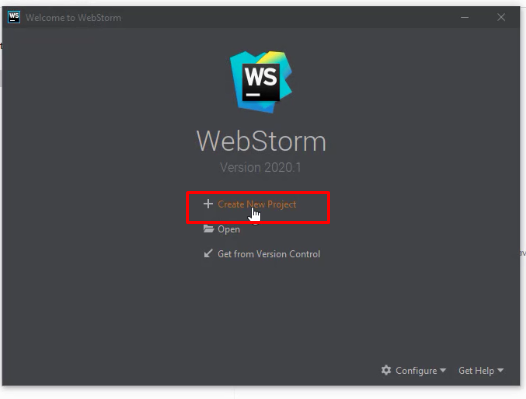 WS Welcome to WebStorm
WS
WebStorm
Version 2020.1
Create New Project
Open
Get from Version Control
Configure Get Help